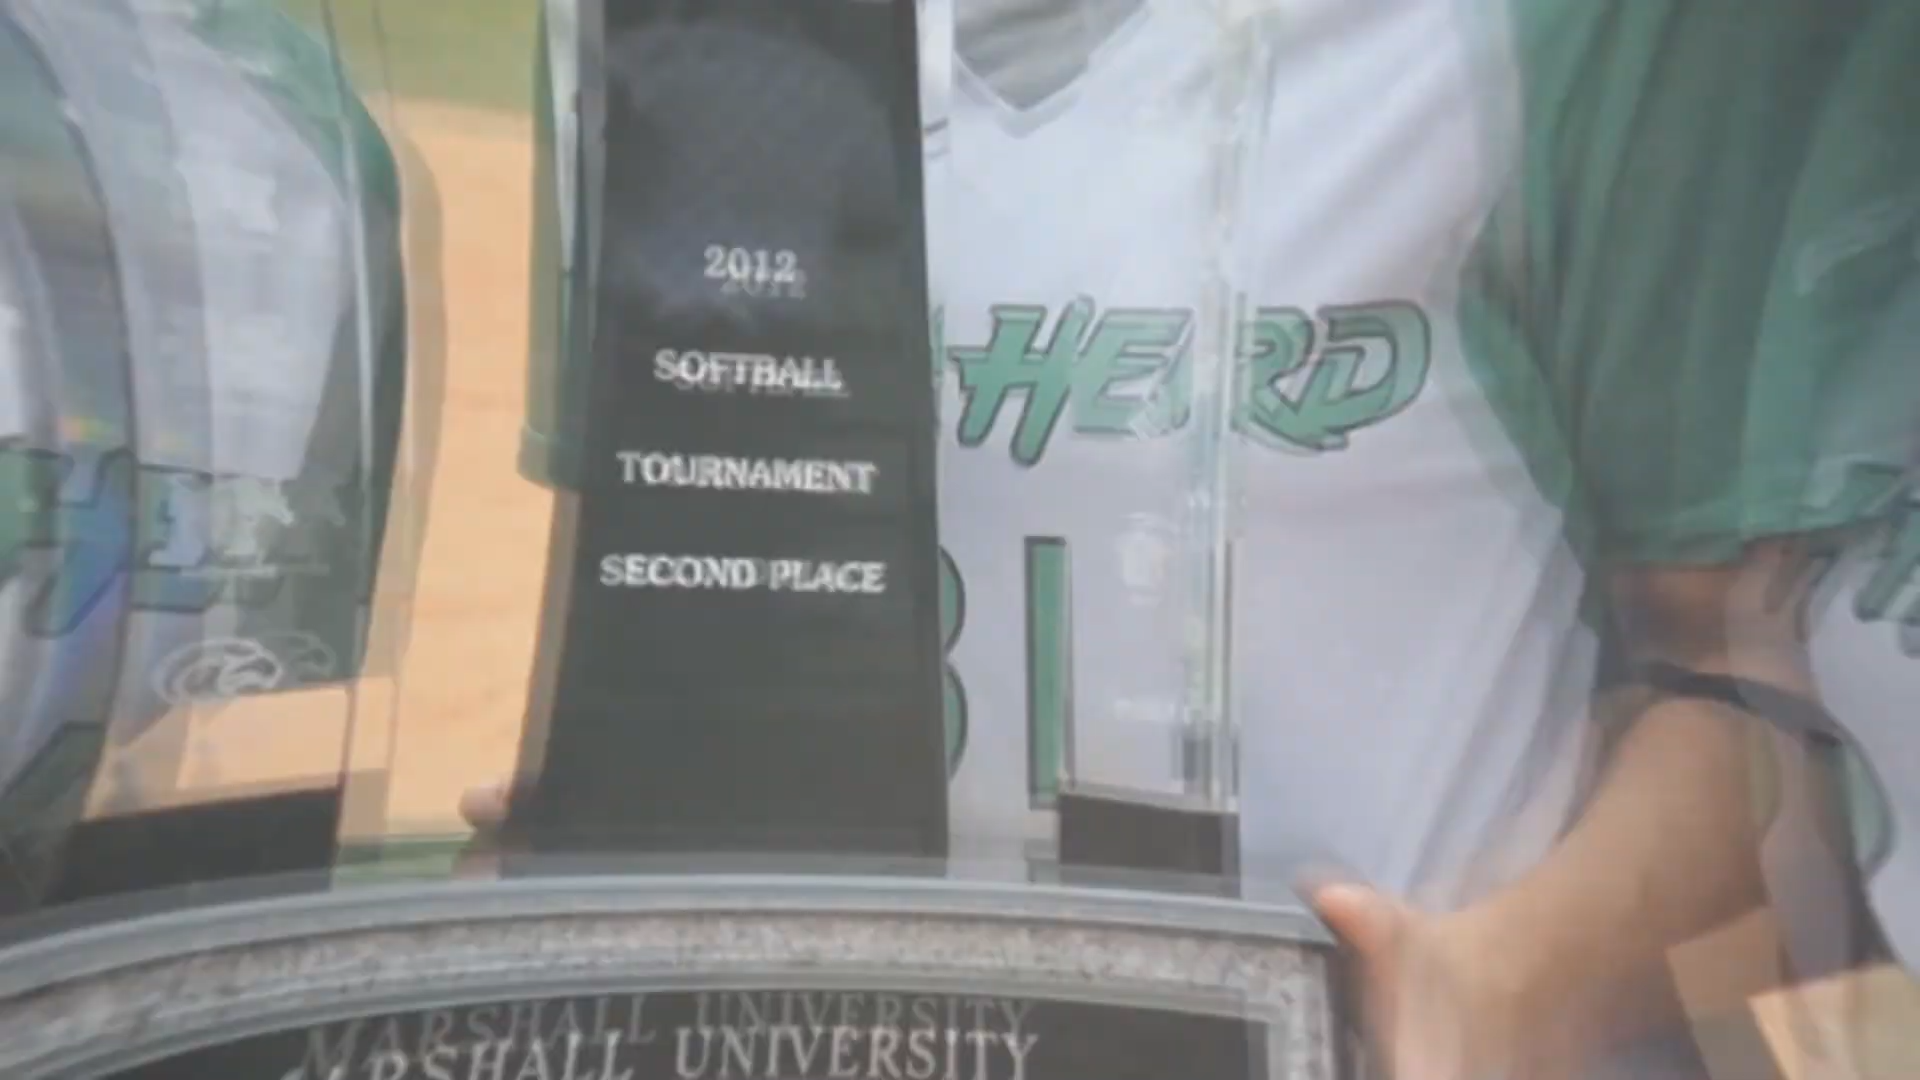 2012
SOFTBALL
TOURNAMENT
SECOND PLACE
HERD
MARSHALL UNIVERSITY